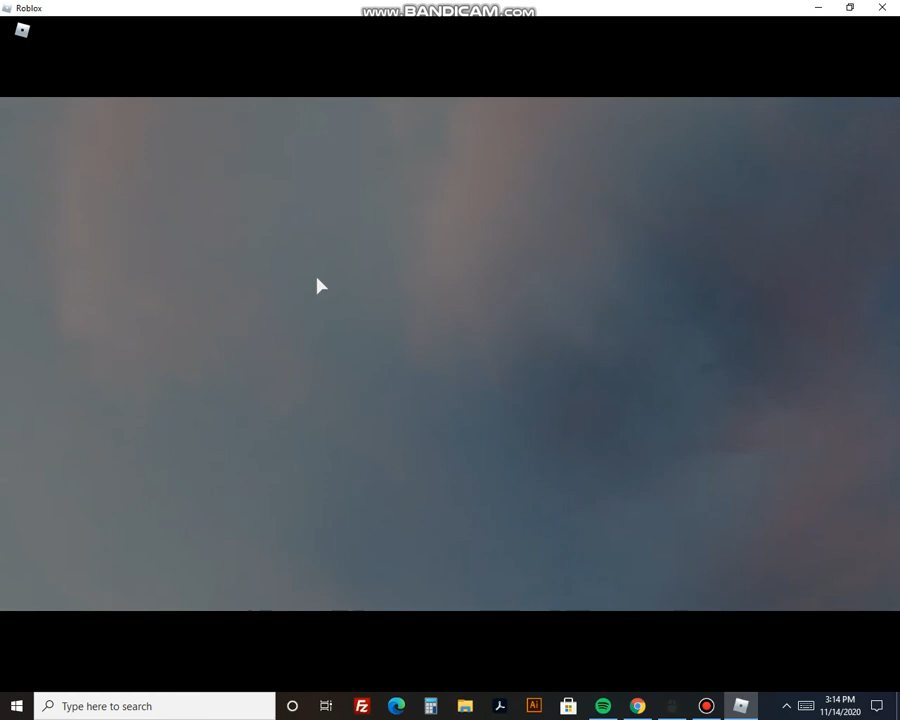 Roblox
www.BANDICAM.com
Type here to search
3:14 PM
11/14/2020